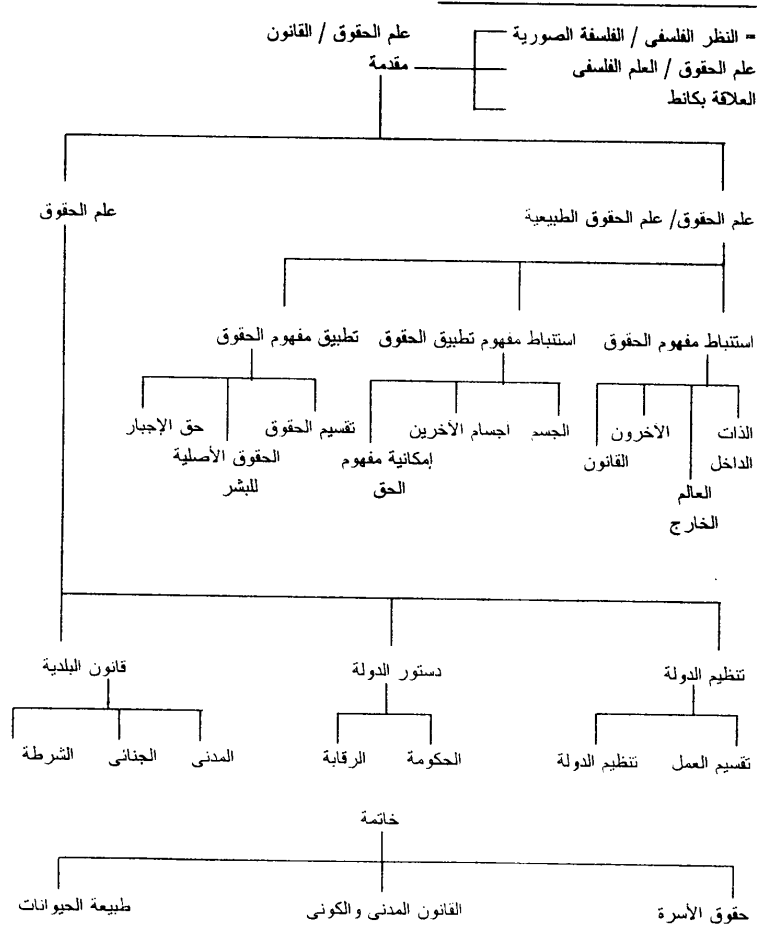 = النظر الفلسفى / الفلسفة الصورية
علم الحقوق / القانون
علم الحقوق / العلم الفلسفى
مقدمة
العلاقة بكانط
علم الحقوق/ علم الحقوق الطبيعية
علم الحقوق
استنباط مفهوم الحقوق
استنباط مفهوم تطبيق الحقوق
تطبيق مفهوم الحقوق
الذات
الداخل
العالم
الخارج
الآخرون
القانون
الجسم
اجسام الآخرين
إمكانية مفهوم
الحق
تقسيم الحقوق
الحقوق الأصلية
للبشر
حق الإجبار
تنظيم الدولة
دستور الدولة
قانون البلدية
تقسيم العمل
تنظيم الدولة
الحكومة
الرقابة
المدنى
الجنائى
الشرطة
خاتمة
حقوق الأسرة
القانون المدنى والكونى
طبيعة الحيوانات